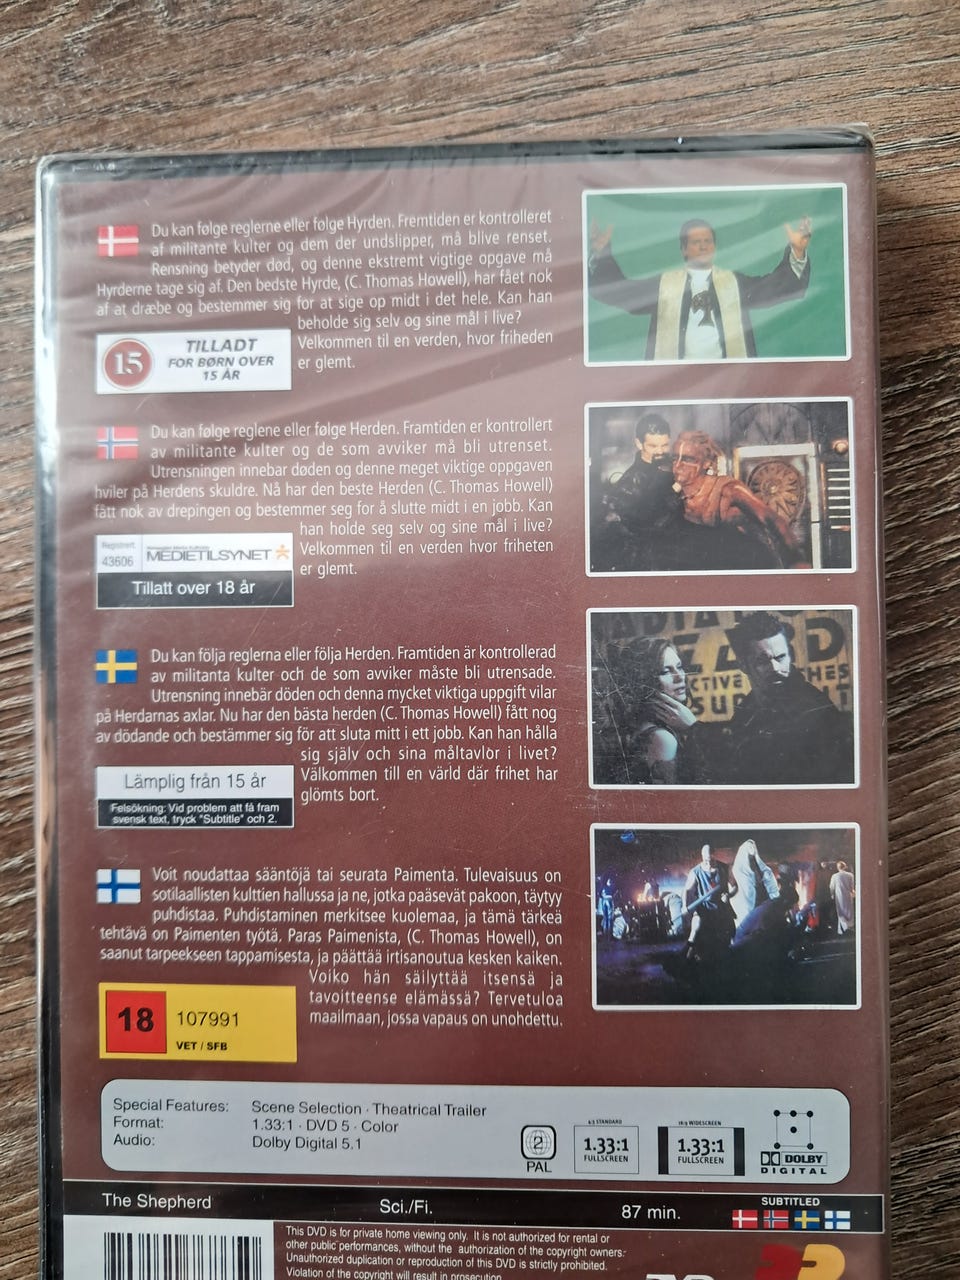 Du kan følge reglerne eller følge Hyrden. Fremtiden er kontrolleret
af militante kulter og dem der undslipper, må blive renset.
Rensning betyder død, og denne ekstremt vigtige opgave må
Hyrderne tage sig af. Den bedste Hyrde, (C. Thomas Howell), har fået nok
af at dræbe og bestemmer sig for at sige op midt i det hele. Kan han
beholde sig selv og sine mål i live?
Velkommen til en verden, hvor friheden
er glemt.
15
TILLADT
FOR BØRN OVER
15 ÅR
Du kan følge reglene eller følge Herden. Framtiden er kontrollert
av militante kulter og de som avviker må bli utrenset.
Utrensningen innebar døden og denne meget viktige oppgaven
hviler på Herdens skuldre. Nå har den beste Herden (C. Thomas Howell)
fått nok av drepingen og bestemmer seg for å slutte midt i en jobb. Kan
han holde seg selv og sine mål i live?
Velkommen til en verden hvor friheten
er glemt.
Registrert
43606
MEDIETILSYNET
Tillatt over 18 år
Du kan följa reglerna eller följa Herden. Framtiden är kontrollerad
av militanta kulter och de som avviker måste bli utrensade.
Utrensning innebär döden och denna mycket viktiga uppgift vilar
på Herdarnas axlar. Nu har den bästa herden (C. Thomas Howell) fått nog
av dödande och bestämmer sig för att sluta mitt i ett jobb. Kan han hålla
sig själv och sina måltavlor i livet?
Välkommen till en värld där frihet har
glömts bort.
Lämplig från 15 år
Felsökning: Vid problem att få fram
svensk text, tryck "Subtitle" och 2.
Voit noudattaa sääntöjä tai seurata Paimenta. Tulevaisuus on
sotilaallisten kulttien hallussa ja ne, jotka pääsevät pakoon, täytyy
puhdistaa. Puhdistaminen merkitsee kuolemaa, ja tämä tärkeä
tehtävä on Paimenten työtä. Paras Paimenista, (C. Thomas Howell), on
saanut tarpeekseen tappamisesta, ja päättää irtisanoutua kesken kaiken.
Voiko hän säilyttää itsensä ja
tavoitteense elämässä? Tervetuloa
maailmaan, jossa vapaus on unohdettu.
18
107991
VET / SFB
Special Features: Scene Selection · Theatrical Trailer
Format: 1.33:1 · DVD 5 · Color
Audio: Dolby Digital 5.1
2
PAL
4:3 STANDARD
1.33:1
FULLSCREEN
16:9 WIDESCREEN
1.33:1
FULLSCREEN
DOLBY
DIGITAL
The Shepherd Sci./Fi. 87 min.
SUBTITLED
This DVD is for private home viewing only. It is not authorized for rental or
other public performances, without the authorization of the copyright owners.
Unauthorized duplication or reproduction of this DVD is strictly prohibited.
Violation of the copyright will result in prosecution.